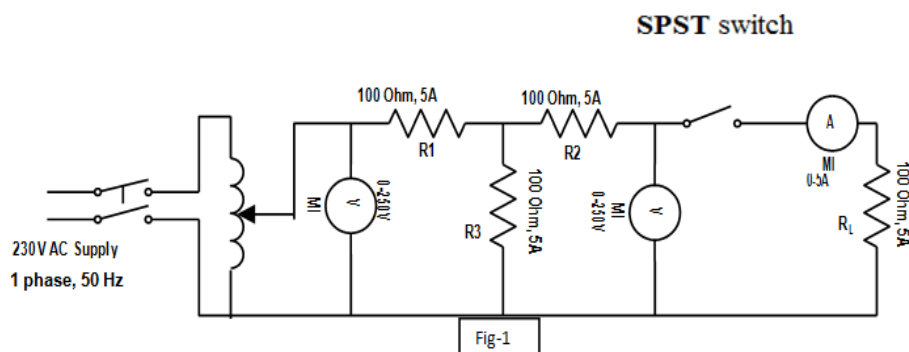 SPST switch
100 Ohm, 5A
100 Ohm, 5A
R1
R2
A
MI
0-5A
V
0-250V
MI
R3
100 Ohm, 5A
V
0-250V
MI
RL
100 Ohm, 5A
230V AC Supply
1 phase, 50 Hz
Fig-1